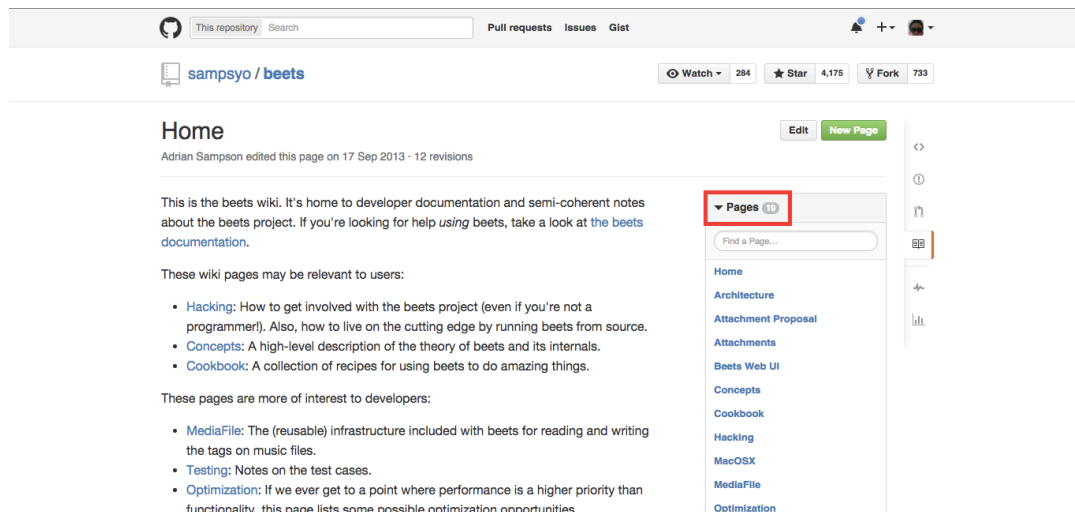 This repository Search Pull requests Issues Gist
sampsyo / beets
Watch 284 Star 4,175 Fork 733
Home
Edit New Page
Adrian Sampson edited this page on 17 Sep 2013 · 12 revisions
This is the beets wiki. It's home to developer documentation and semi-coherent notes
about the beets project. If you're looking for help using beets, take a look at the beets
documentation.
These wiki pages may be relevant to users:
• Hacking: How to get involved with the beets project (even if you're not a
programmer!). Also, how to live on the cutting edge by running beets from source.
• Concepts: A high-level description of the theory of beets and its internals.
• Cookbook: A collection of recipes for using beets to do amazing things.
These pages are more of interest to developers:
• MediaFile: The (reusable) infrastructure included with beets for reading and writing
the tags on music files.
• Testing: Notes on the test cases.
• Optimization: If we ever get to a point where performance is a higher priority than
functionality, this page lists some possible optimization opportunities
Pages 19
Find a Page...
Home
Architecture
Attachment Proposal
Attachments
Beets Web UI
Concepts
Cookbook
Hacking
MacOSX
MediaFile
Optimization